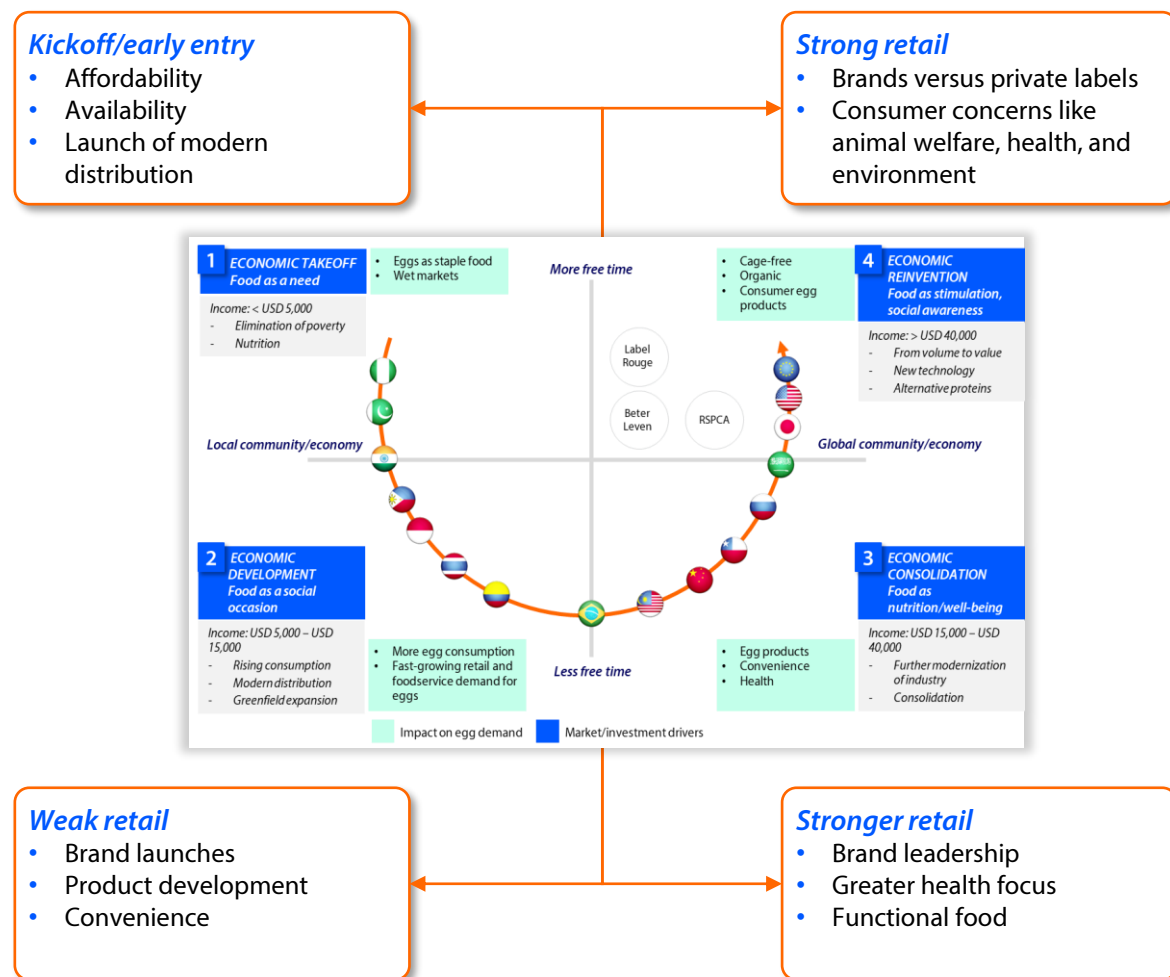 Kickoff/early entry
• Affordability
• Availability
• Launch of modern
distribution
Strong retail
• Brands versus private labels
• Consumer concerns like
animal welfare, health, and
environment
1 ECONOMIC TAKEOFF
Food as a need
Income: < USD 5,000
- Elimination of poverty
- Nutrition
• Eggs as staple food
• Wet markets
More free time
• Cage-free
• Organic
• Consumer egg
products
4 ECONOMIC
REINVENTION
Food as stimulation,
social awareness
Income: > USD 40,000
- From volume to value
- New technology
- Alternative proteins
Label
Rouge
Beter
Leven
RSPCA
Local community/economy
Global community/economy
2 ECONOMIC
DEVELOPMENT
Food as a social
occasion
Income: USD 5,000 – USD
15,000
- Rising consumption
- Modern distribution
- Greenfield expansion
• More egg consumption
• Fast-growing retail and
foodservice demand for
eggs
Less free time
• Egg products
• Convenience
• Health
3 ECONOMIC
CONSOLIDATION
Food as
nutrition/well-being
Income: USD 15,000 – USD
40,000
- Further modernization
of industry
- Consolidation
Impact on egg demand
Market/investment drivers
Weak retail
• Brand launches
• Product development
• Convenience
Stronger retail
• Brand leadership
• Greater health focus
• Functional food